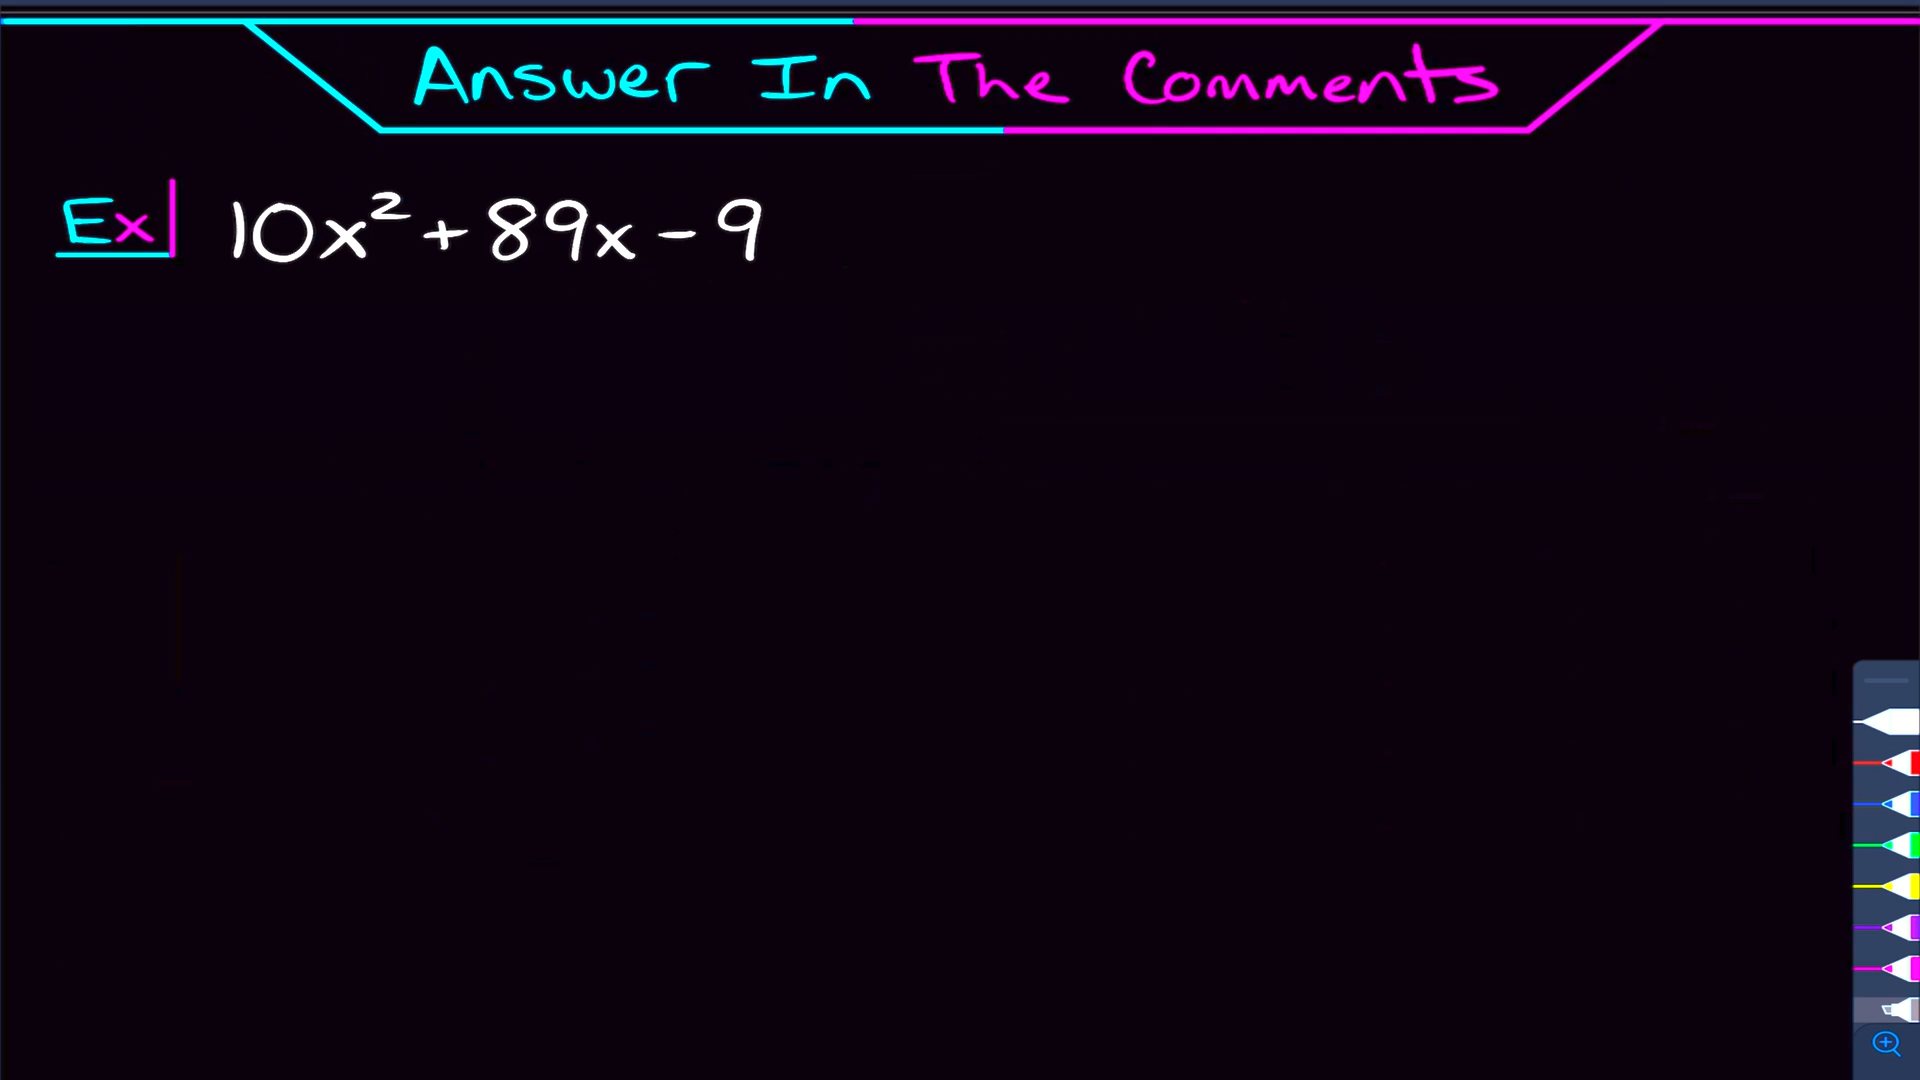 Answer In The Comments
Ex 10x² + 89x - 9